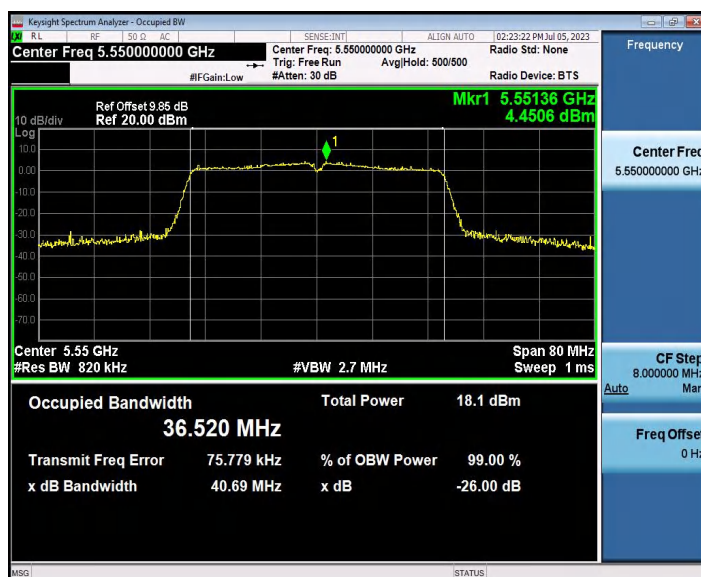 Keysight Spectrum Analyzer - Occupied BW
LXI RL RF 50 Ω AC SENSE:INT ALIGN AUTO 02:23:22 PM Jul 05, 2023
Center Freq 5.550000000 GHz
Center Freq: 5.550000000 GHz Radio Std: None
Trig: Free Run Avg|Hold: 500/500
#IFGain:Low #Atten: 30 dB Radio Device: BTS
Frequency
Ref Offset 9.85 dB Mkr1 5.55136 GHz
10 dB/div Ref 20.00 dBm 4.4506 dBm
Log
1
10.0
0.00
-10.0
-20.0
-30.0
-40.0
-50.0
-60.0
-70.0
Center Freq
5.550000000 GHz
Center 5.55 GHz Span 80 MHz
#Res BW 820 kHz #VBW 2.7 MHz Sweep 1 ms
CF Step
8.000000 MHz
Auto Man
Occupied Bandwidth Total Power 18.1 dBm
36.520 MHz
Transmit Freq Error 75.779 kHz % of OBW Power 99.00 %
x dB Bandwidth 40.69 MHz x dB -26.00 dB
Freq Offset
0 Hz
MSG STATUS